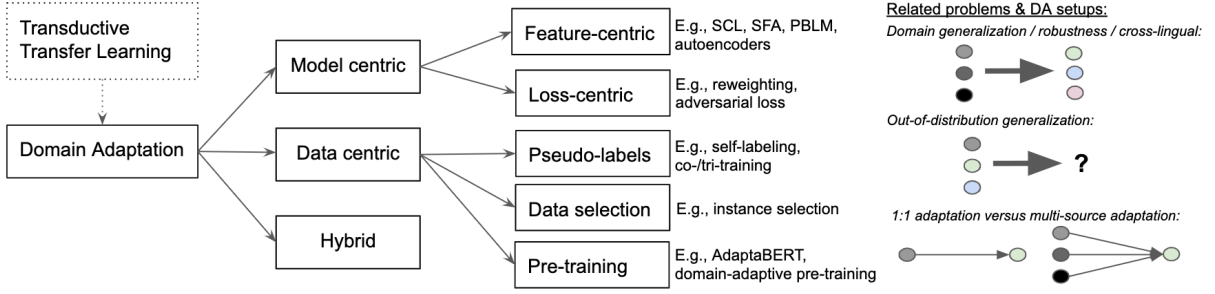 Transductive
Transfer Learning
Domain Adaptation
Model centric
Data centric
Hybrid
Feature-centric
E.g., SCL, SFA, PBLM,
autoencoders
Loss-centric
E.g., reweighting,
adversarial loss
Pseudo-labels
E.g., self-labeling,
co-/tri-training
Data selection
E.g., instance selection
Pre-training
E.g., AdaptaBERT,
domain-adaptive pre-training
Related problems & DA setups:
Domain generalization / robustness / cross-lingual:
Out-of-distribution generalization:
?
1:1 adaptation versus multi-source adaptation: